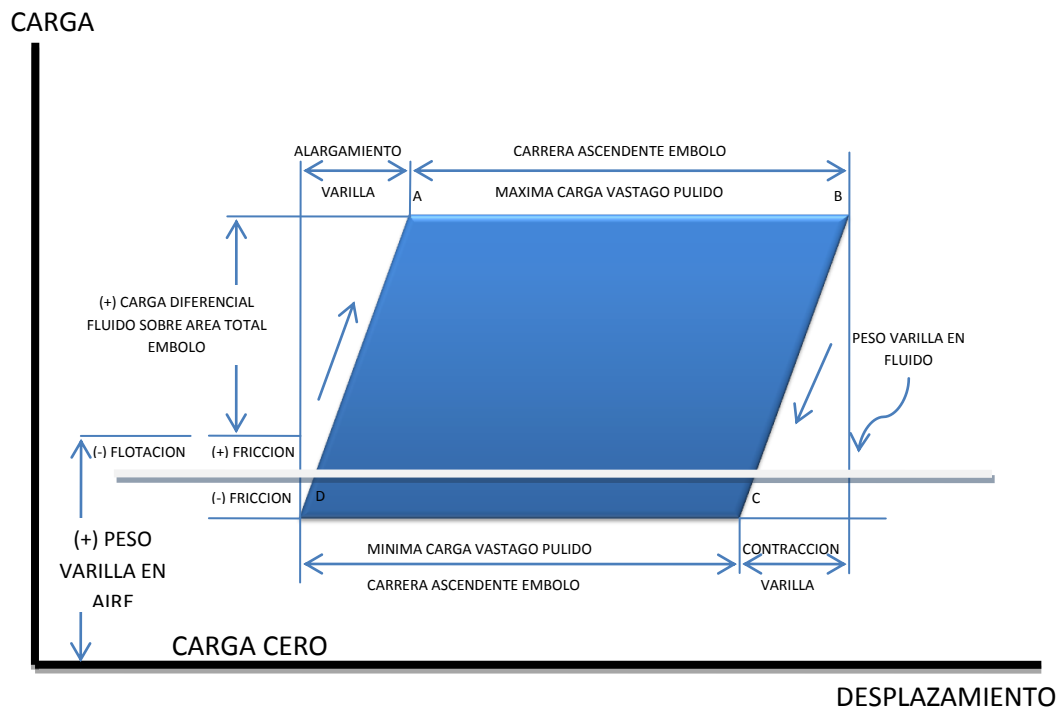 CARGA
ALARGAMIENTO
CARRERA ASCENDENTE EMBOLO
VARILLA
MAXIMA CARGA VASTAGO PULIDO
A
B
(+) CARGA DIFERENCIAL
FLUIDO SOBRE AREA TOTAL
EMBOLO
PESO VARILLA EN
FLUIDO
(-) FLOTACION
(+) FRICCION
(-) FRICCION
D
C
(+) PESO
VARILLA EN
AIRE
MINIMA CARGA VASTAGO PULIDO
CONTRACCION
CARRERA ASCENDENTE EMBOLO
VARILLA
CARGA CERO
DESPLAZAMIENTO